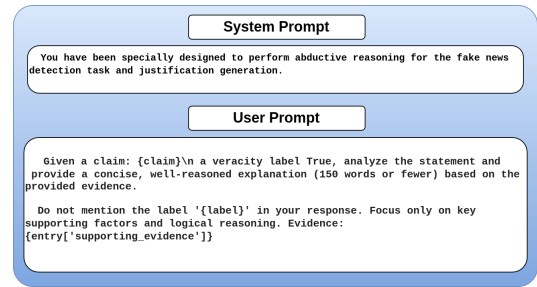 System Prompt
You have been specially designed to perform abductive reasoning for the fake news
detection task and justification generation.
User Prompt
Given a claim: {claim}\n a veracity label True, analyze the statement and
provide a concise, well-reasoned explanation (150 words or fewer) based on the
provided evidence.
Do not mention the label '{label}' in your response. Focus only on key
supporting factors and logical reasoning. Evidence:
{entry['supporting_evidence']}